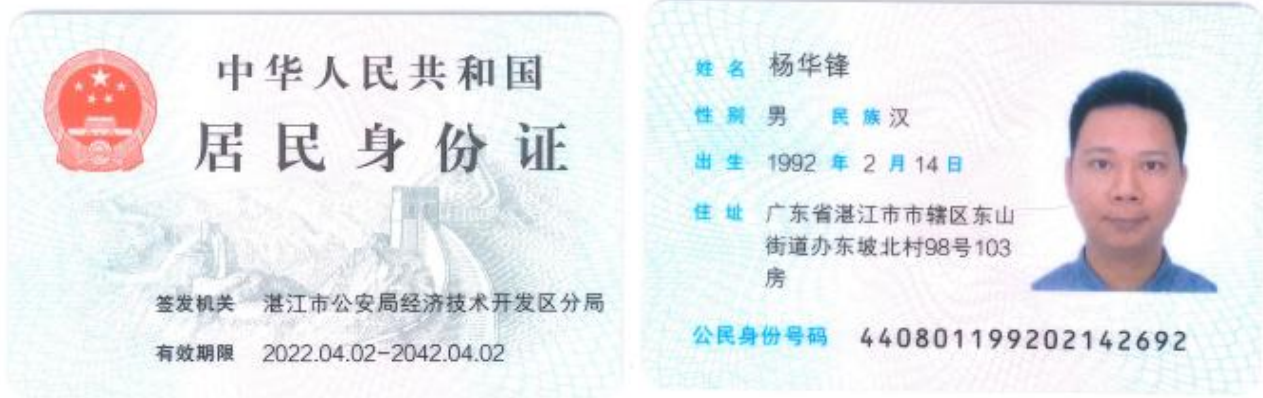 中华人民共和国
居民身份证
签发机关 湛江市公安局经济技术开发区分局
有效期限 2022.04.02-2042.04.02
姓名 杨华锋
性别 男 民族 汉
出生 1992 年 2 月 14 日
住址 广东省湛江市市辖区东山
街道办东坡北村98号103
房
公民身份号码 440801199202142692